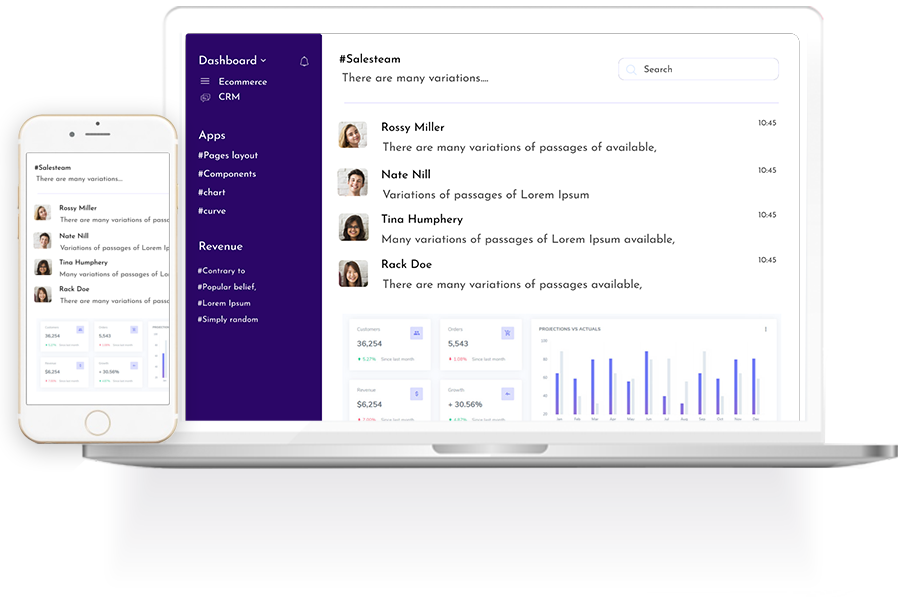 Dashboard
Ecommerce
CRM
Apps
#Pages layout
#Components
#chart
#curve
Revenue
#Contrary to
#Popular belief,
#Lorem Ipsum
#Simply random
#Salesteam
There are many variations....
Search
Rossy Miller
10:45
There are many variations of passages of available,
Nate Nill
10:45
Variations of passages of Lorem Ipsum
Tina Humphery
10:45
Many variations of passages of Lorem Ipsum available,
Rack Doe
10:45
There are many variations of passages available,
Customers
36,254
5.27% Since last month
Orders
5,543
1.08% Since last month
Revenue
$6,254
7.00% Since last month
Growth
+ 30.56%
4.87% Since last month
PROJECTIONS VS ACTUALS
100
80
60
40
20
Jan Feb Mar Apr May Jun Jul Aug Sep Oct Nov Dec
#Salesteam
There are many variations...
Rossy Miller
There are many variations of passc
Nate Nill
Variations of passages of Lorem Ip
Tina Humphery
Many variations of passages of Lo
Rack Doe
There are many variations of passc
Customers
36,254
Orders
5,543
Revenue
$6,254
Growth
+ 30.56%